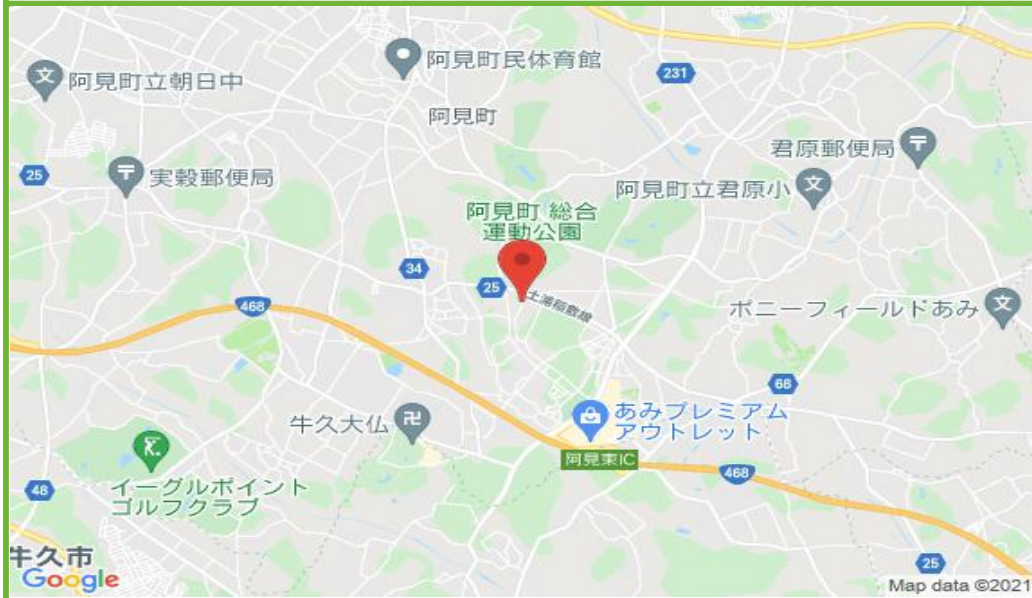 阿見町民体育館
文
阿見町立朝日中
231
阿見町
君原郵便局
〒
25
〒
実穀郵便局
阿見町立君原小
文
阿見町 総合
運動公園
34
25
土浦稲敷線
468
ポニーフィールドあみ
文
68
牛久大仏
卍
あみプレミアム
アウトレット
阿見東IC
468
48
イーグルポイント
ゴルフクラブ
牛久市
25
Google
Map data ©2021